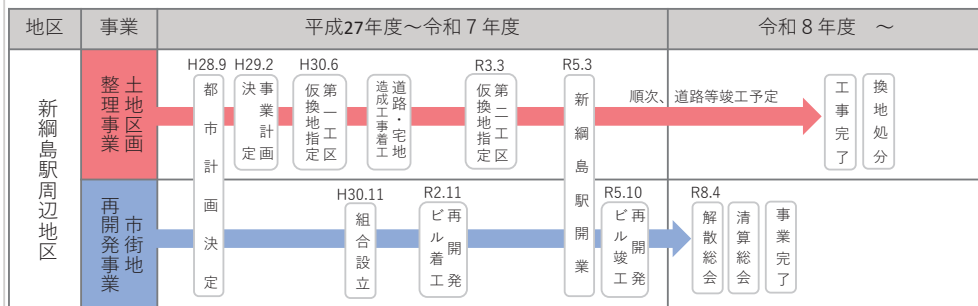 地区
事業
平成27年度~令和7年度
令和8年度 ~
新綱島駅周辺地区
土地区画
整理事業
H28.9
都市計画決定
H29.2
事業計画
決定
H30.6
第一工区
仮換地指定
道路・宅地
造成工事着工
R3.3
第二工区
仮換地指定
R5.3
新綱島駅開業
順次、道路等竣工予定
工事完了
換地処分
市街地
再開発事業
H30.11
組合設立
R2.11
再開発
ビル着工
R5.10
再開発
ビル竣工
R8.4
解散総会
清算総会
事業完了